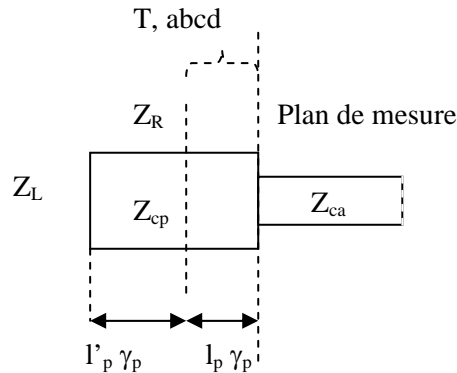 T, abcd
Z_R Plan de mesure
Z_L
Z_cp Z_ca
l'_p γ_p l_p γ_p